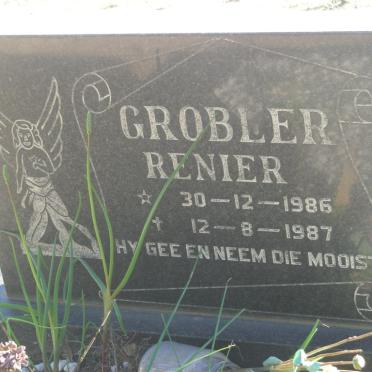 GROBLER
RENIER
☆ 30-12-1986
✝ 12-8-1987
HY GEE EN NEEM DIE MOOIST